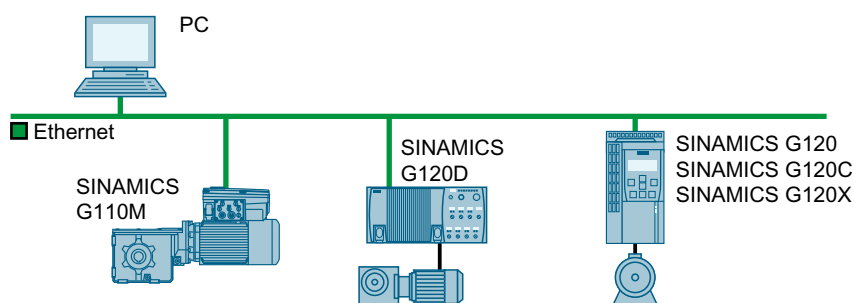 PC
Ethernet
SINAMICS
G110M
SINAMICS
G120D
SINAMICS G120
SINAMICS G120C
SINAMICS G120X